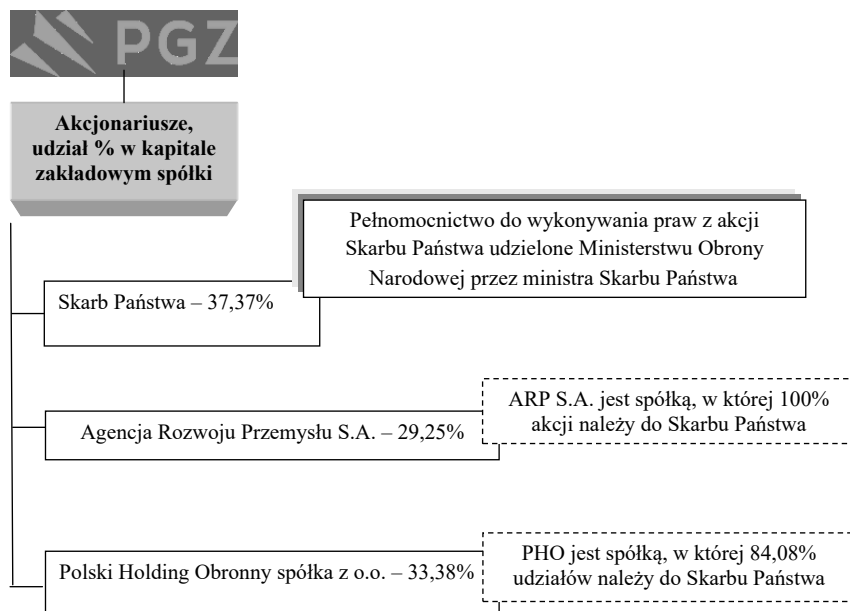 PGZ
Akcjonariusze,
udział % w kapitale
zakładowym spółki
Pełnomocnictwo do wykonywania praw z akcji
Skarbu Państwa udzielone Ministerstwu Obrony
Narodowej przez ministra Skarbu Państwa
Skarb Państwa – 37,37%
ARP S.A. jest spółką, w której 100%
akcji należy do Skarbu Państwa
Agencja Rozwoju Przemysłu S.A. – 29,25%
PHO jest spółką, w której 84,08%
udziałów należy do Skarbu Państwa
Polski Holding Obronny spółka z o.o. – 33,38%